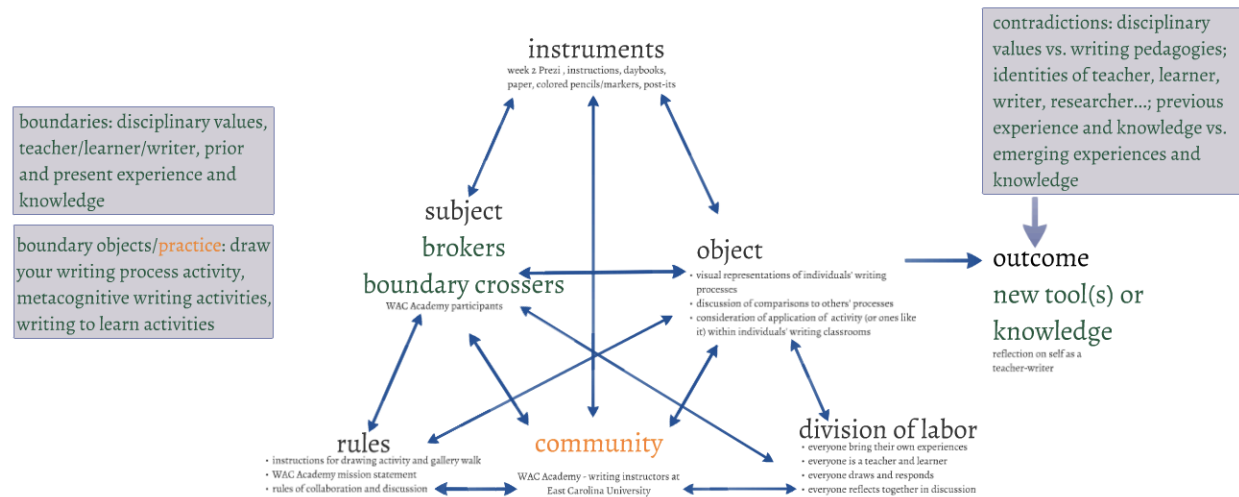 instruments
week 2 Prezi , instructions, daybooks,
paper, colored pencils/markers, post-its
contradictions: disciplinary
values vs. writing pedagogies;
identities of teacher, learner,
writer, researcher...; previous
experience and knowledge vs.
emerging experiences and
knowledge
boundaries: disciplinary values,
teacher/learner/writer, prior
and present experience and
knowledge
boundary objects/practice: draw
your writing process activity,
metacognitive writing activities,
writing to learn activities
subject
brokers
boundary crossers
WAC Academy participants
object
• visual representations of individuals' writing
processes
• discussion of comparisons to others' processes
• consideration of application of activity (or ones like
it) within individuals' writing classrooms
outcome
new tool(s) or
knowledge
reflection on self as a
teacher-writer
rules
• instructions for drawing activity and gallery walk
• WAC Academy mission statement
• rules of collaboration and discussion
community
WAC Academy - writing instructors at
East Carolina University
division of labor
• everyone bring their own experiences
• everyone is a teacher and learner
• everyone draws and responds
• everyone reflects together in discussion